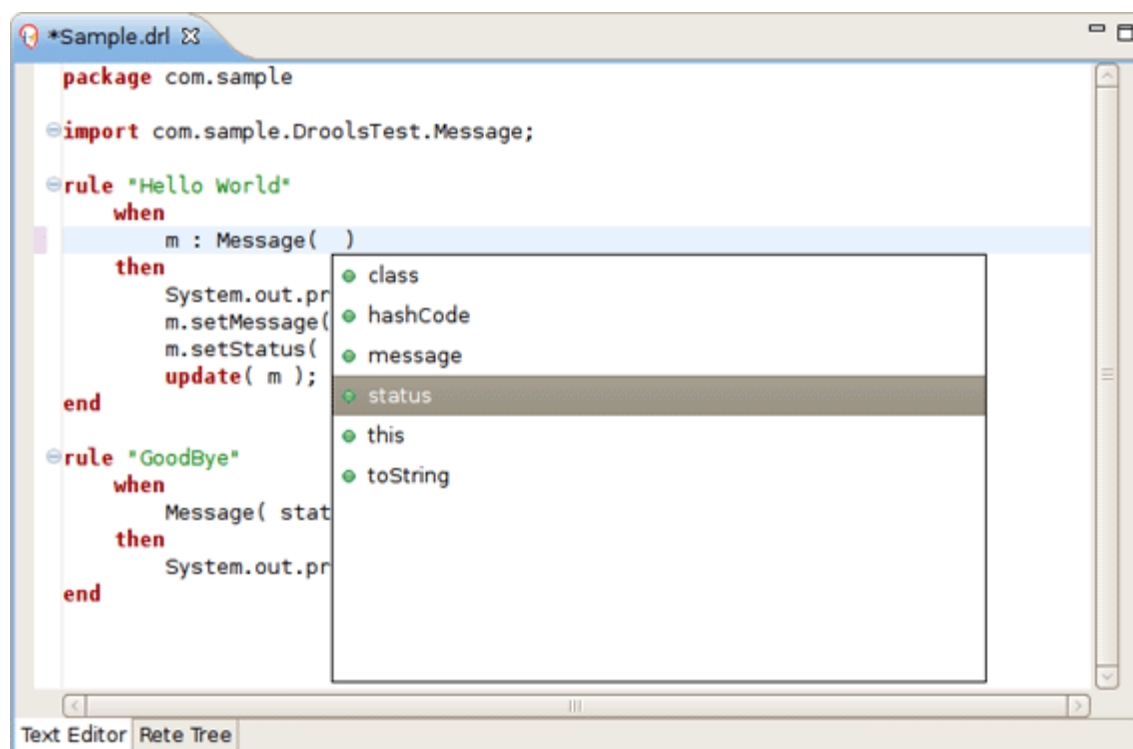 *Sample.drl
package com.sample
import com.sample.DroolsTest.Message;
rule "Hello World"
when
m : Message(  )
then
System.out.pr
m.setMessage(
m.setStatus(
update( m );
end
rule "GoodBye"
when
Message( stat
then
System.out.pr
end
class
hashCode
message
status
this
toString
Text Editor Rete Tree